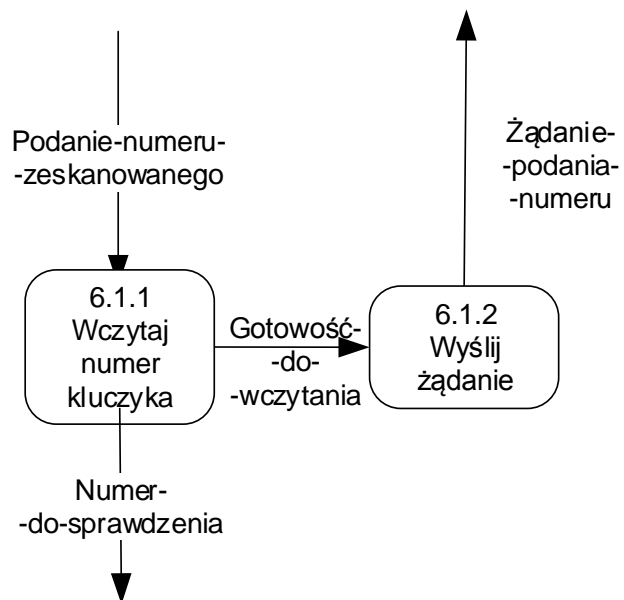 Podanie-numeru-
-zeskanowanego
Żądanie-
-podania-
-numeru
6.1.1
Wczytaj
numer
kluczyka
Gotowość-
-do-
-wczytania
6.1.2
Wyślij
żądanie
Numer-
-do-sprawdzenia